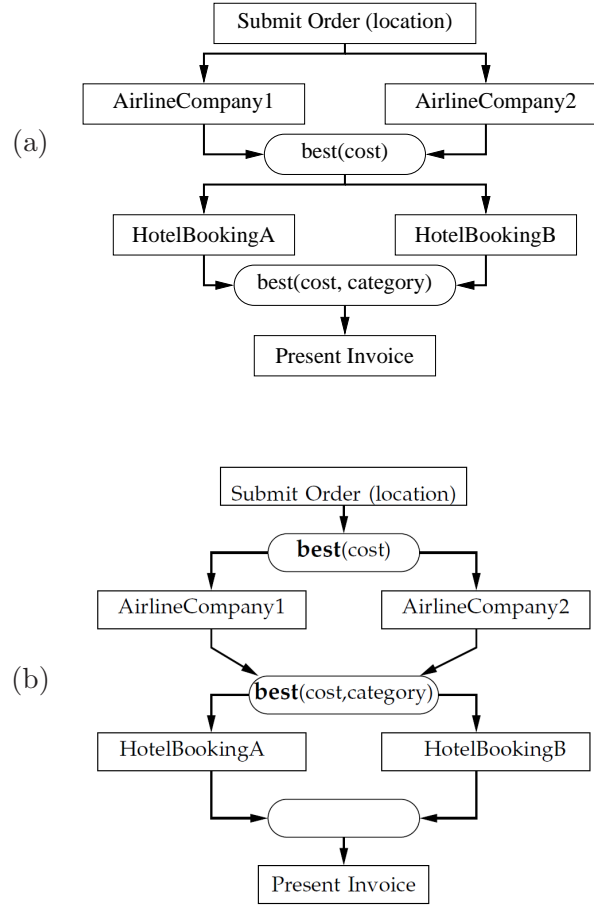 Submit Order (location)
AirlineCompany1
AirlineCompany2
(a)
best(cost)
HotelBookingA
HotelBookingB
best(cost, category)
Present Invoice
Submit Order (location)
best(cost)
AirlineCompany1
AirlineCompany2
(b)
best(cost,category)
HotelBookingA
HotelBookingB
Present Invoice